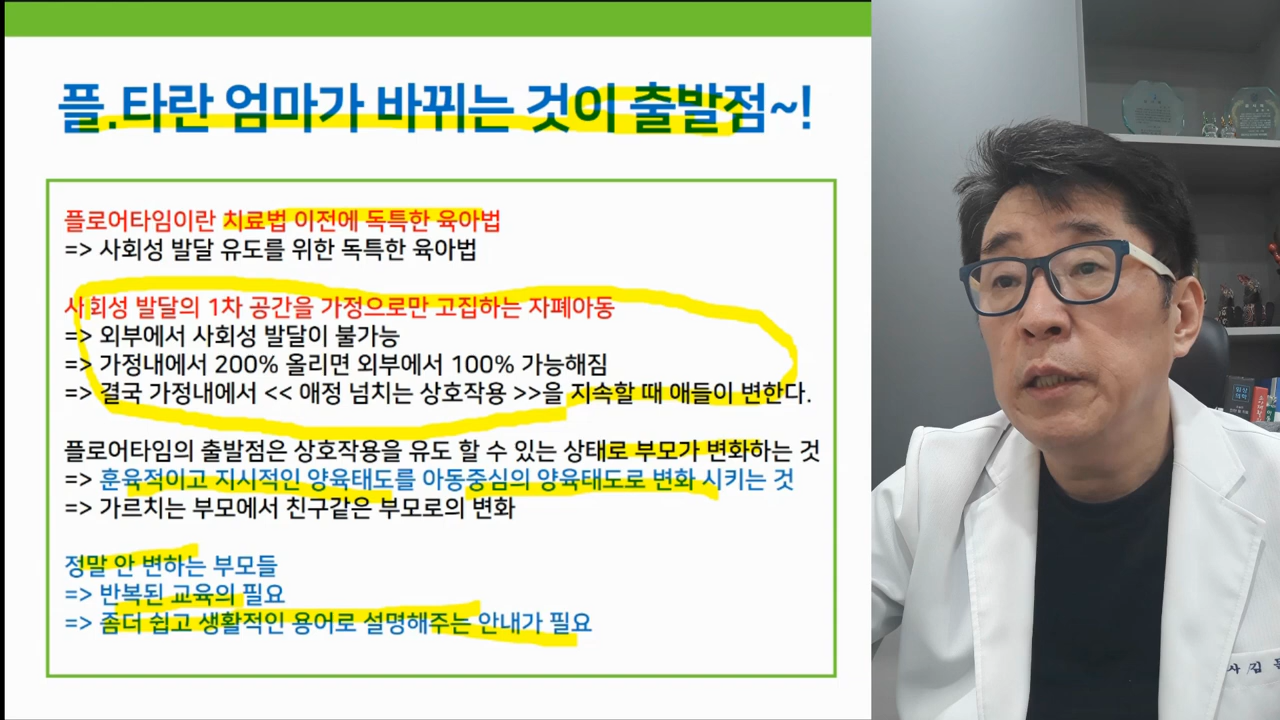 플.타란 엄마가 바뀌는 것이 출발점~!
플로어타임이란 치료법 이전에 독특한 육아법
=> 사회성 발달 유도를 위한 독특한 육아법
사회성 발달의 1차 공간을 가정으로만 고집하는 자폐아동
=> 외부에서 사회성 발달이 불가능
=> 가정내에서 200% 올리면 외부에서 100% 가능해짐
=> 결국 가정내에서 << 애정 넘치는 상호작용 >>을 지속할 때 애들이 변한다.
플로어타임의 출발점은 상호작용을 유도 할 수 있는 상태로 부모가 변화하는 것
=> 훈육적이고 지시적인 양육태도를 아동중심의 양육태도로 변화 시키는 것
=> 가르치는 부모에서 친구같은 부모로의 변화
정말 안 변하는 부모들
=> 반복된 교육의 필요
=> 좀더 쉽고 생활적인 용어로 설명해주는 안내가 필요
사 김